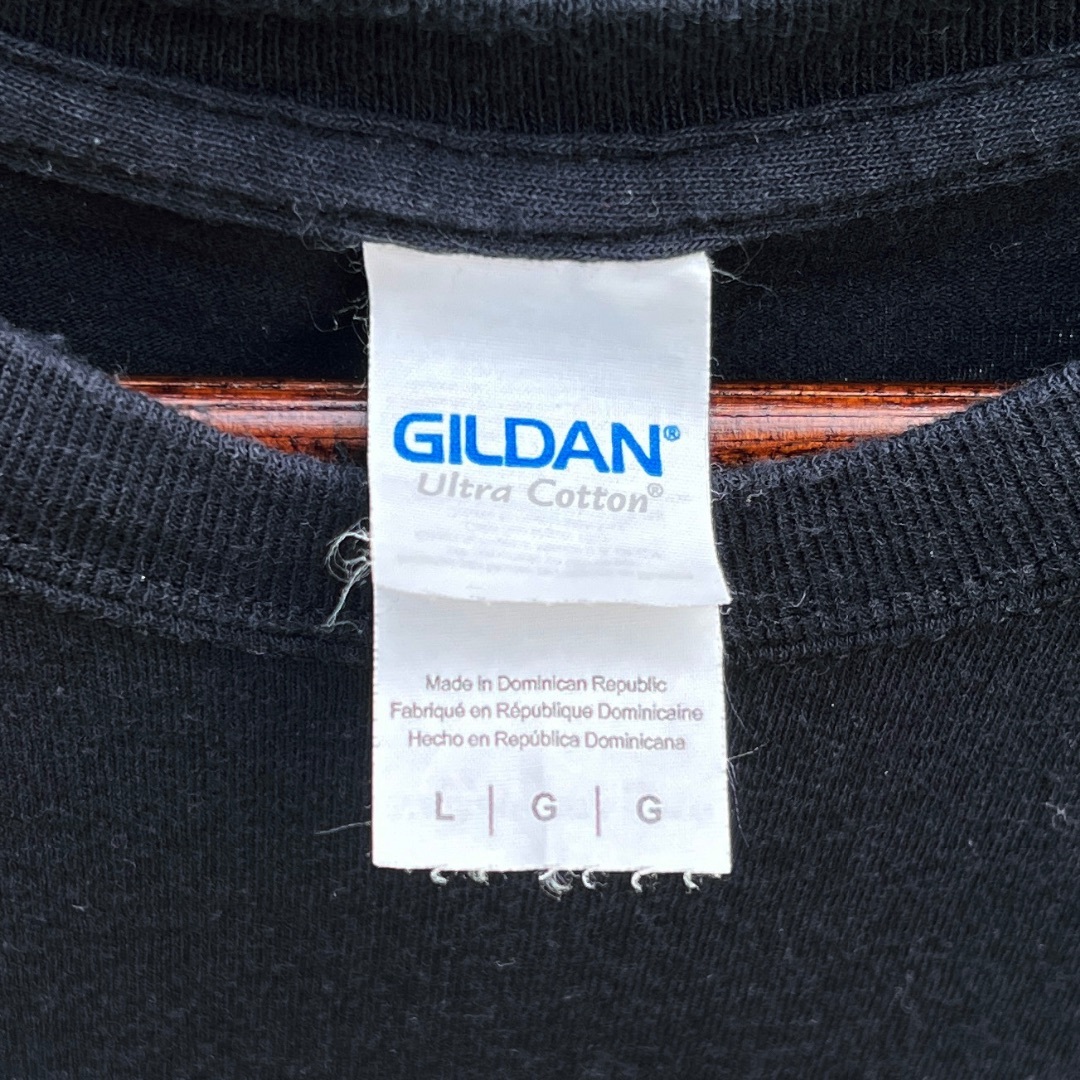 GILDAN®
Ultra Cotton®
Made in Dominican Republic
Fabriqué en République Dominicaine
Hecho en República Dominicana
L | G | G